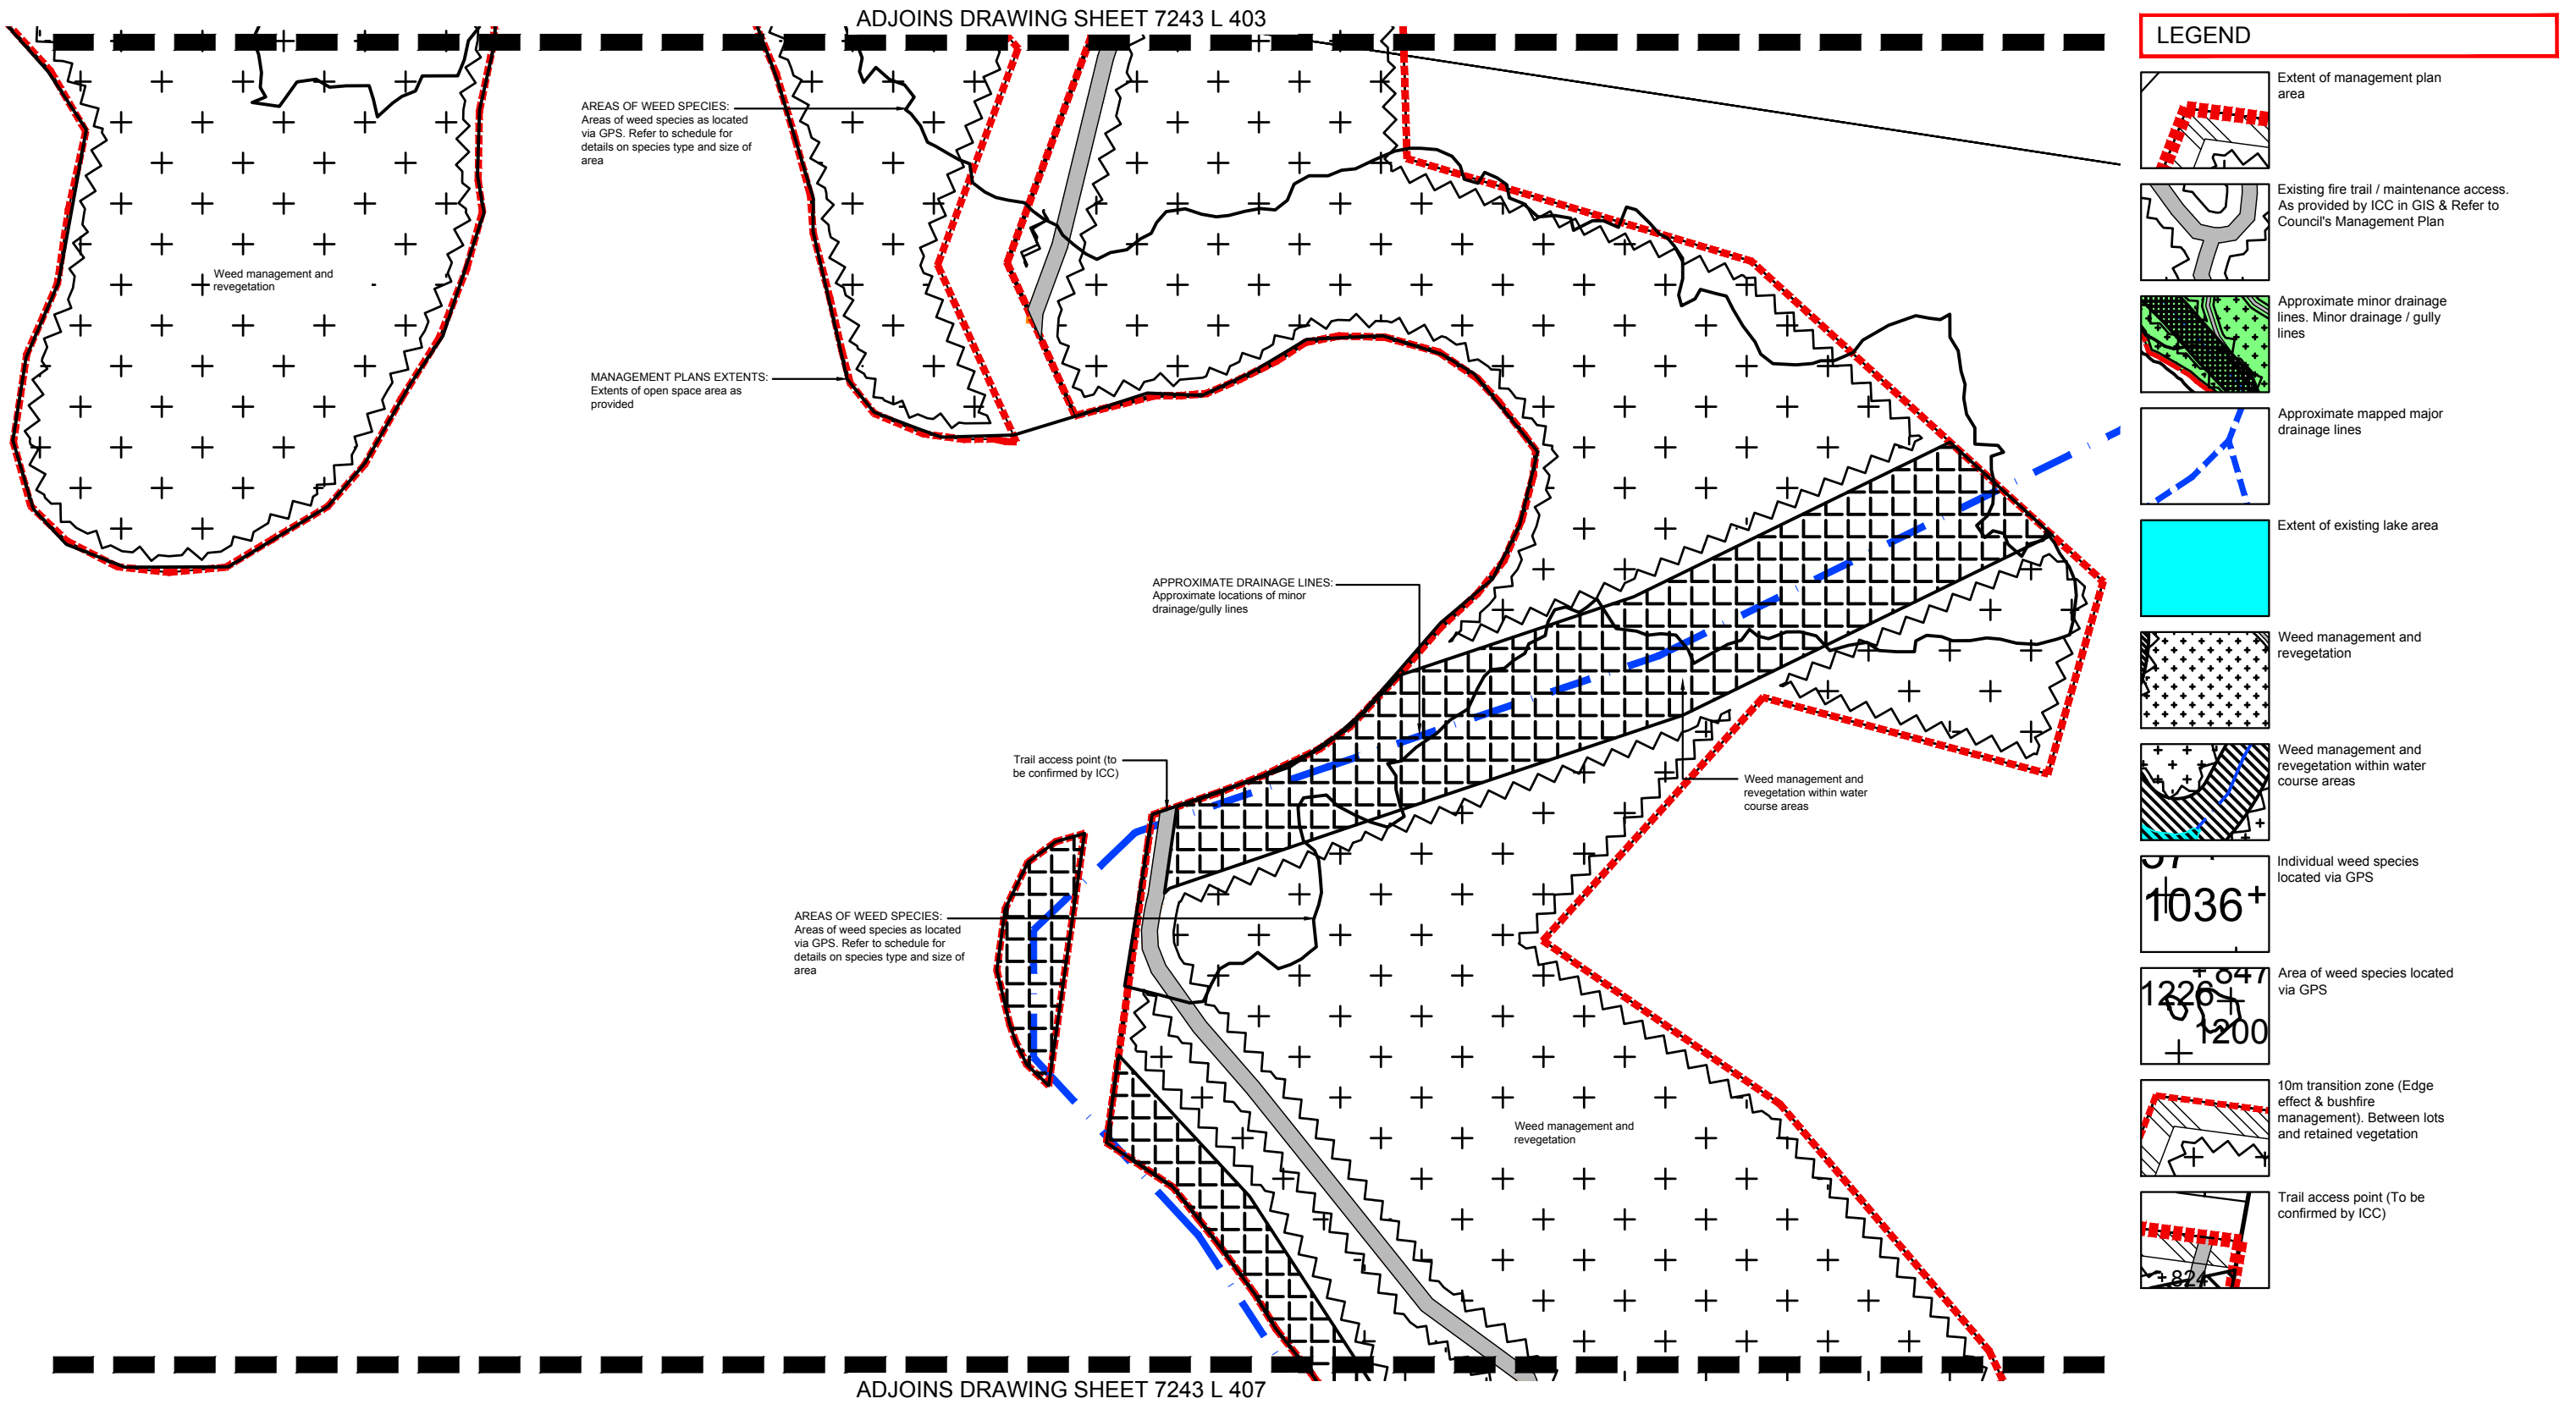 ADJOINS DRAWING SHEET 7243 L 403
AREAS OF WEED SPECIES:
Areas of weed species as located
via GPS. Refer to schedule for
details on species type and size of
area
Weed management and
revegetation
MANAGEMENT PLANS EXTENTS:
Extents of open space area as
provided
APPROXIMATE DRAINAGE LINES:
Approximate locations of minor
drainage/gully lines
Trail access point (to
be confirmed by ICC)
Weed management and
revegetation within water
course areas
AREAS OF WEED SPECIES:
Areas of weed species as located
via GPS. Refer to schedule for
details on species type and size of
area
Weed management and
revegetation
ADJOINS DRAWING SHEET 7243 L 407
LEGEND
Extent of management plan
area
Existing fire trail / maintenance access.
As provided by ICC in GIS & Refer to
Council's Management Plan
Approximate minor drainage
lines. Minor drainage / gully
lines
Approximate mapped major
drainage lines
Extent of existing lake area
Weed management and
revegetation
Weed management and
revegetation within water
course areas
1036
Individual weed species
located via GPS
847
1226
1200
Area of weed species located
via GPS
10m transition zone (Edge
effect & bushfire
management). Between lots
and retained vegetation
824
Trail access point (To be
confirmed by ICC)